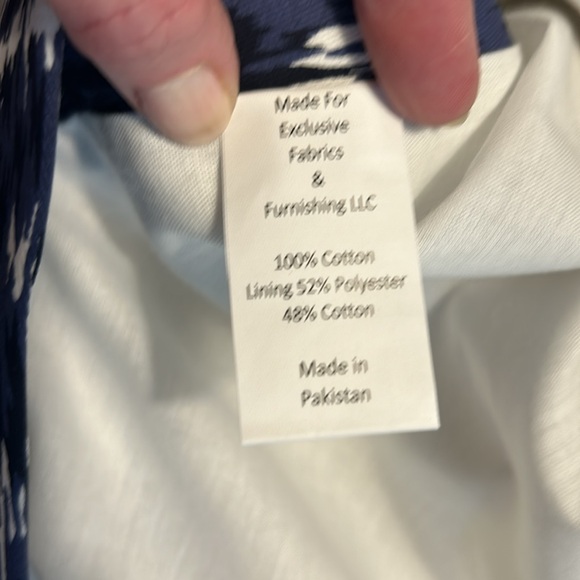 Made For
Exclusive
Fabrics
&
Furnishing LLC
100% Cotton
Lining 52% Polyester
48% Cotton
Made in
Pakistan